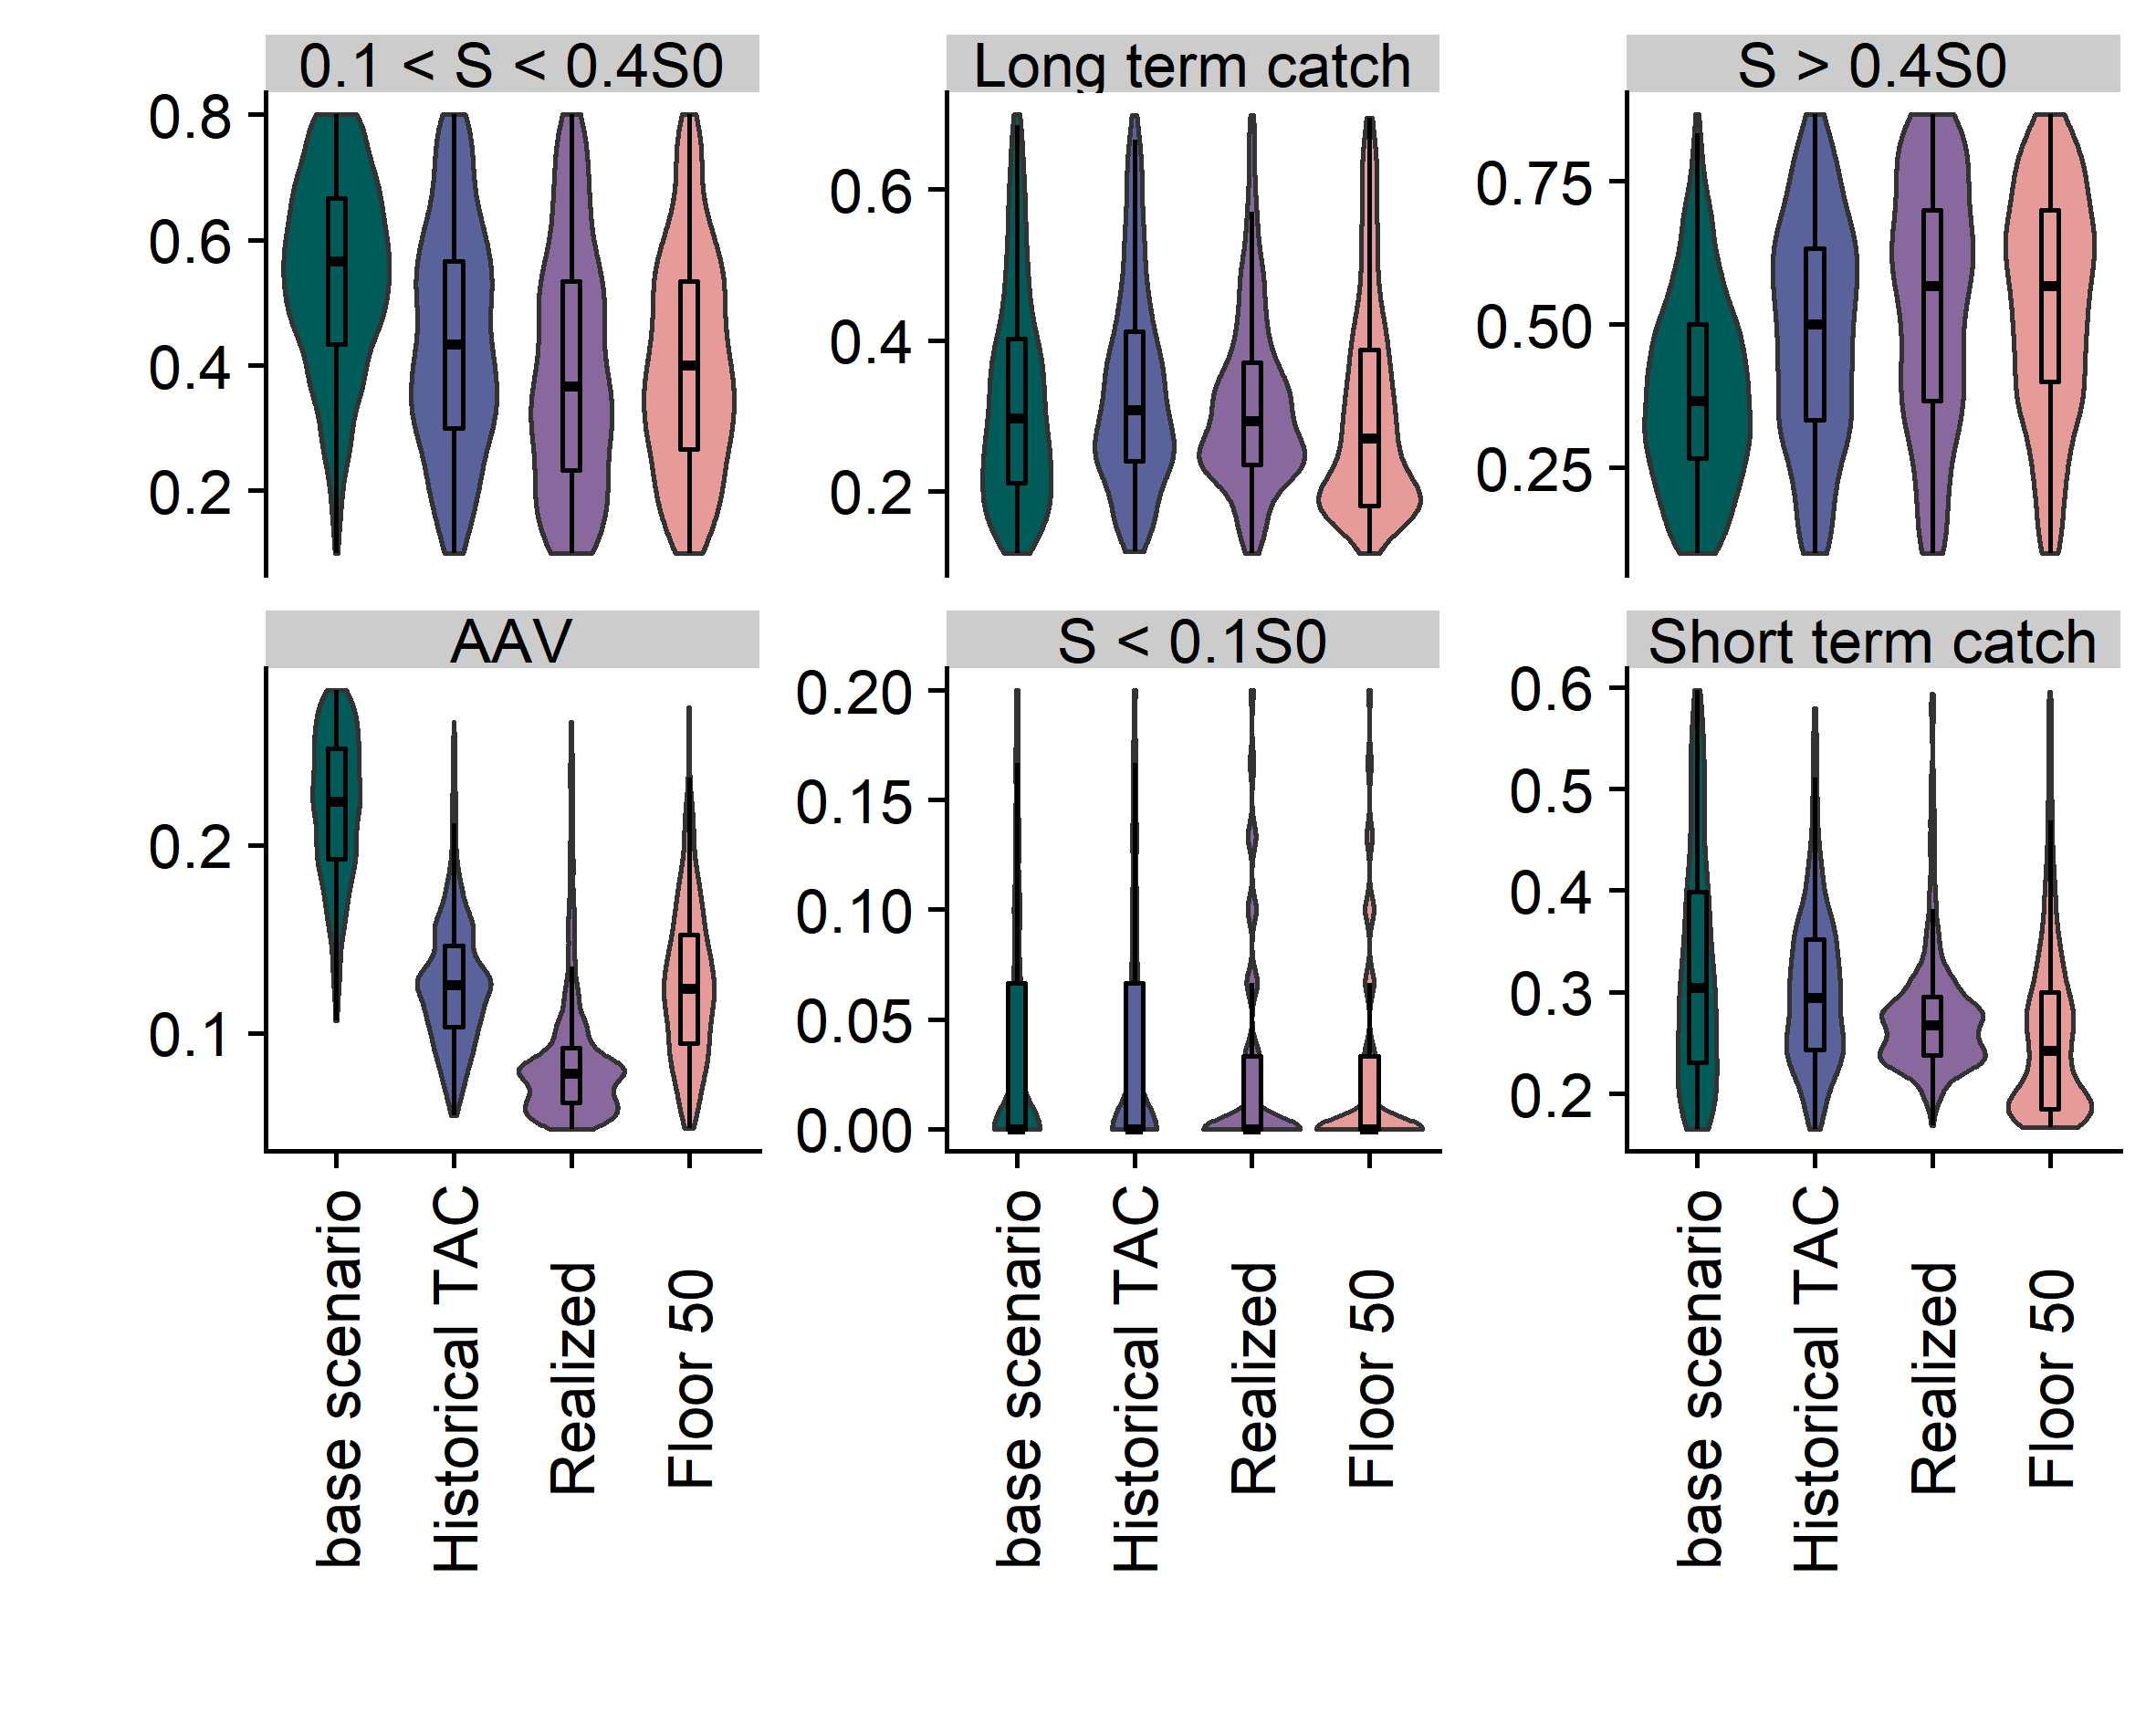 0.1 < S < 0.4S0
Long term catch
S > 0.4S0
0.8
0.6
0.4
0.2
0.6
0.4
0.2
0.75
0.50
0.25
AAV
S < 0.1S0
Short term catch
0.2
0.1
0.20
0.15
0.10
0.05
0.00
0.6
0.5
0.4
0.3
0.2
base scenario
Historical TAC
Realized
Floor 50
base scenario
Historical TAC
Realized
Floor 50
base scenario
Historical TAC
Realized
Floor 50